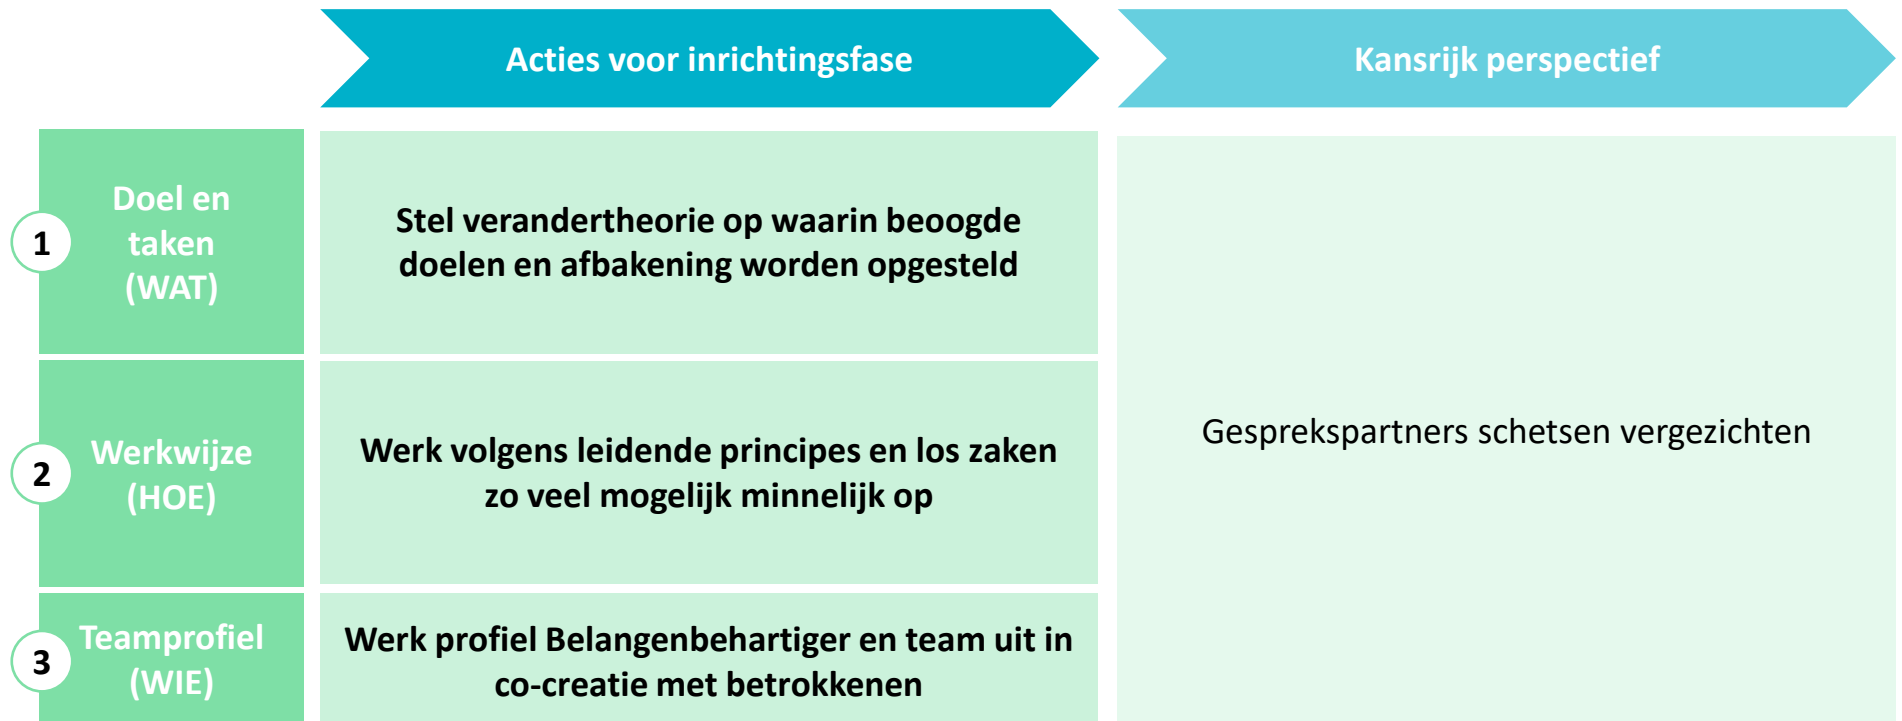 Acties voor inrichtingsfase
Kansrijk perspectief
1
Doel en
taken
(WAT)
Stel verandertheorie op waarin beoogde
doelen en afbakening worden opgesteld
2
Werkwijze
(HOE)
Werk volgens leidende principes en los zaken
zo veel mogelijk minnelijk op
Gesprekspartners schetsen vergezichten
3
Teamprofiel
(WIE)
Werk profiel Belangenbehartiger en team uit in
co-creatie met betrokkenen